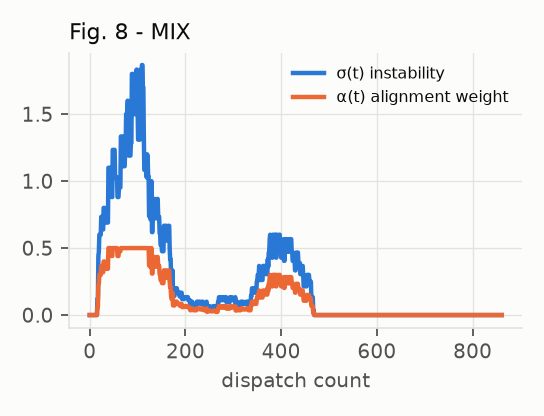 Fig. 8 - MIX
σ(t) instability
α(t) alignment weight
1.5
1.0
0.5
0.0
0 200 400 600 800
dispatch count